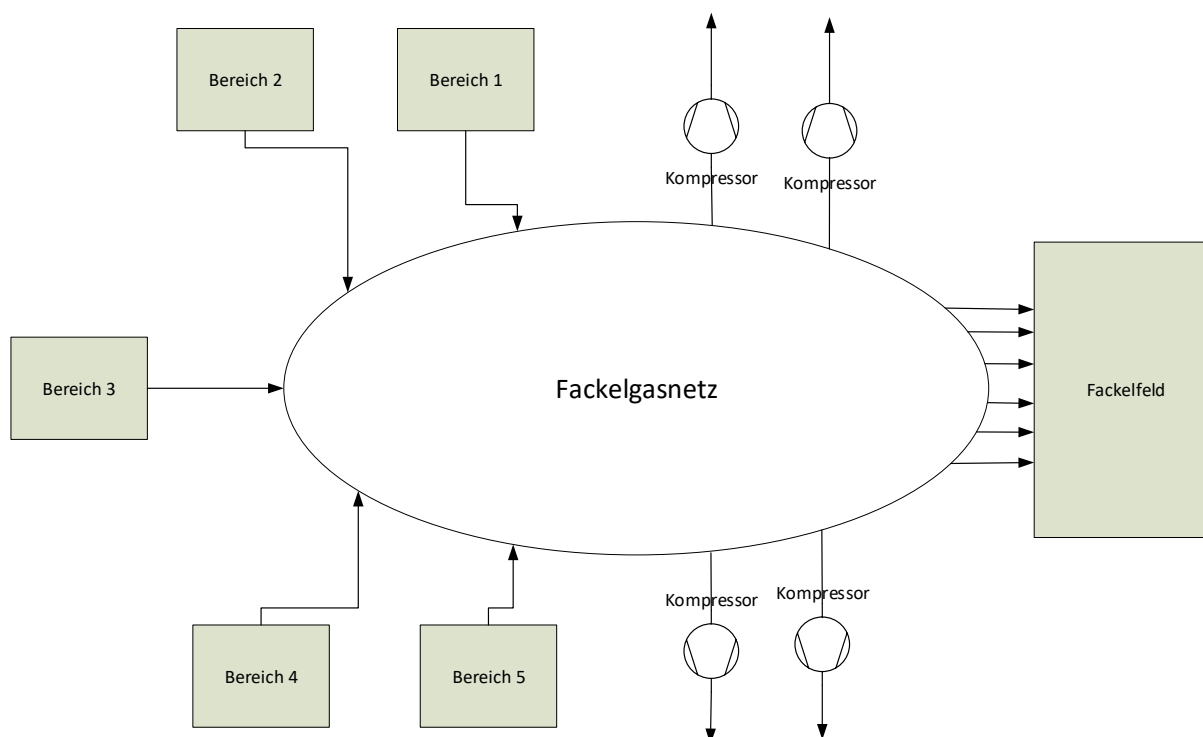 Bereich 2
Bereich 1
Kompressor
Kompressor
Bereich 3
Fackelgasnetz
Fackelfeld
Kompressor
Kompressor
Bereich 4
Bereich 5